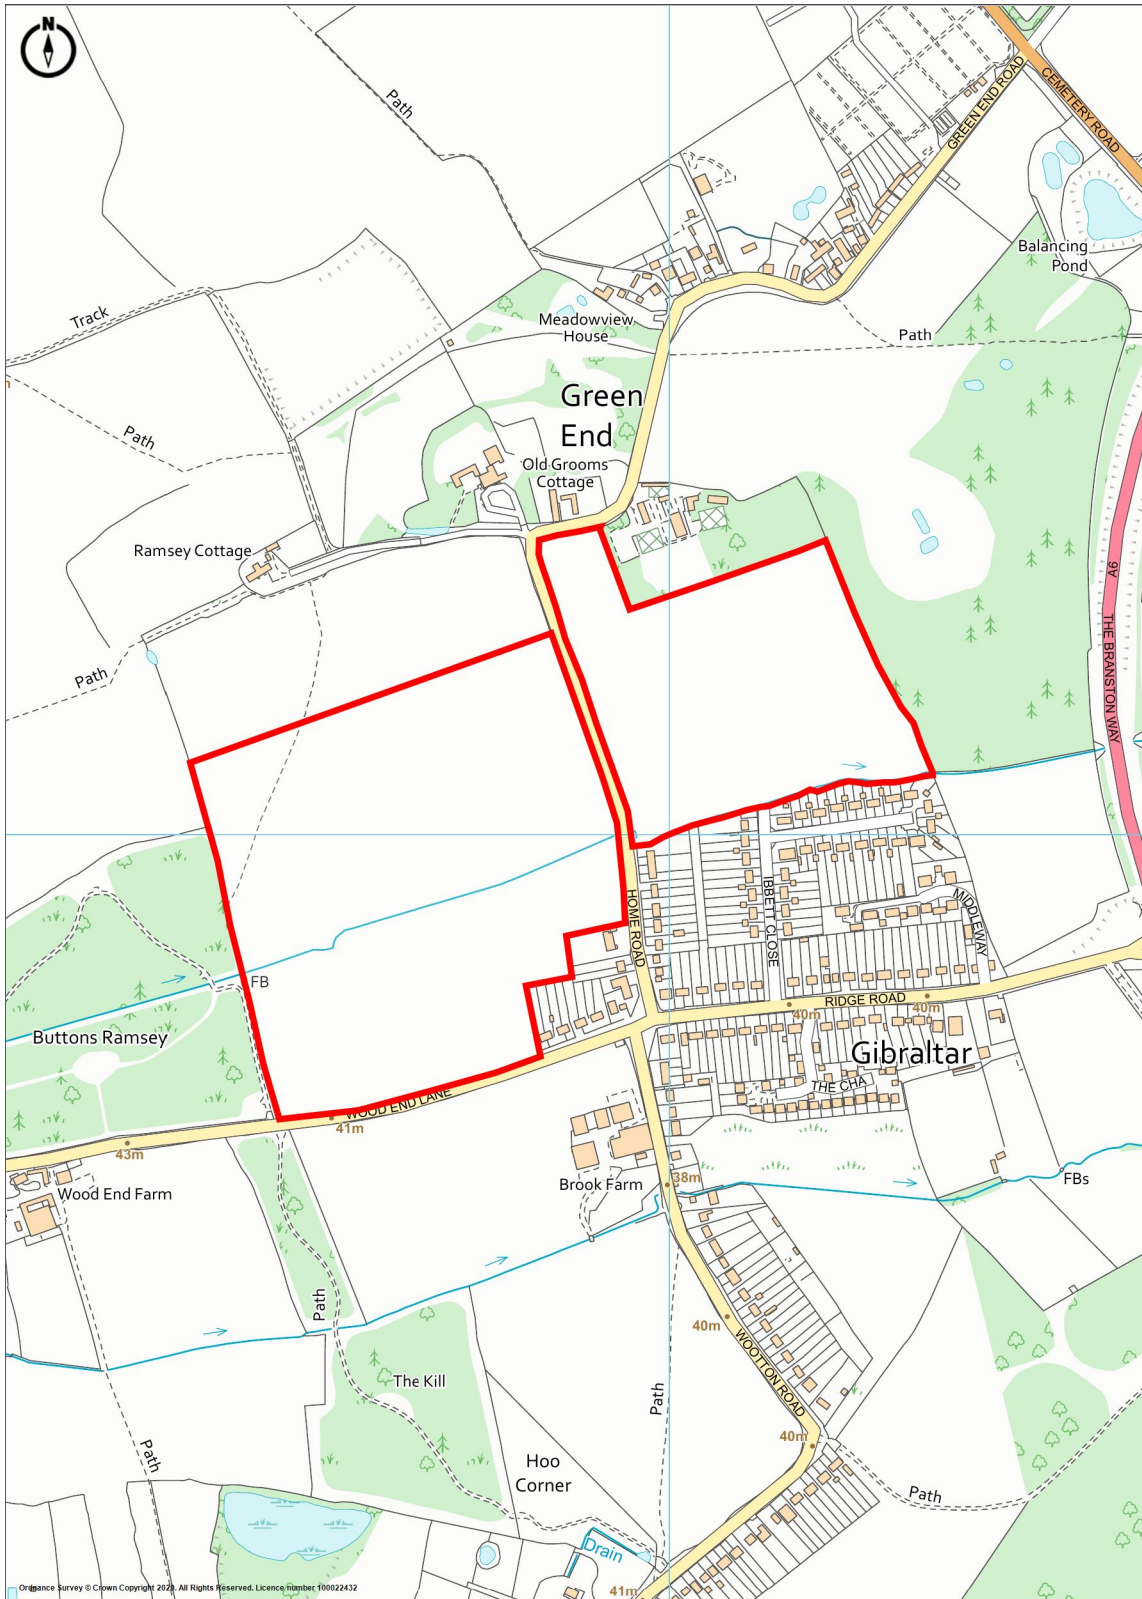 N
Path
GREEN END ROAD
CEMETERY ROAD
Balancing
Pond
Track
Meadowview
House
Path
Green
End
Path
Old Grooms
Cottage
Ramsey Cottage
A6
THE BRANSTON WAY
Path
HOME ROAD
IBBETT CLOSE
MIDDLEWAY
FB
RIDGE ROAD
40m
40m
Buttons Ramsey
Gibraltar
THE CHA
WOOD END LANE
41m
43m
Wood End Farm
Brook Farm
38m
FBs
Path
40m
WOOTTON ROAD
The Kill
Path
40m
Path
Hoo
Corner
Path
Drain
41m
Ordnance Survey © Crown Copyright 2023. All Rights Reserved. Licence number 100022432